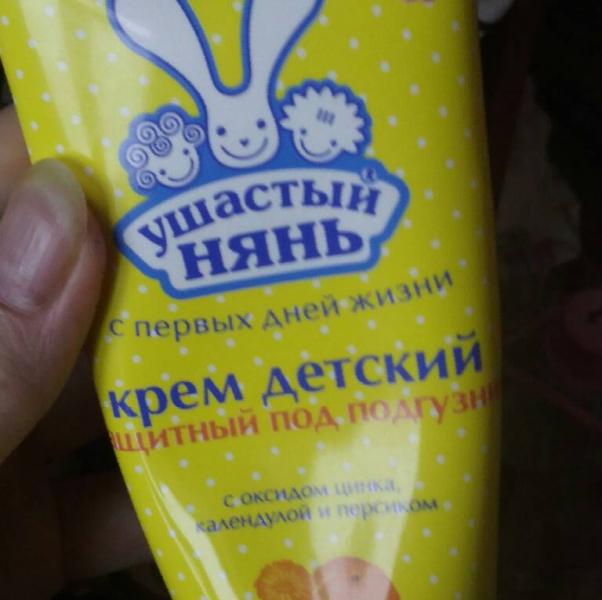 ушастый
нянь®
с первых дней жизни
крем детский
защитный под подгузник
с оксидом цинка,
календулой и персиком